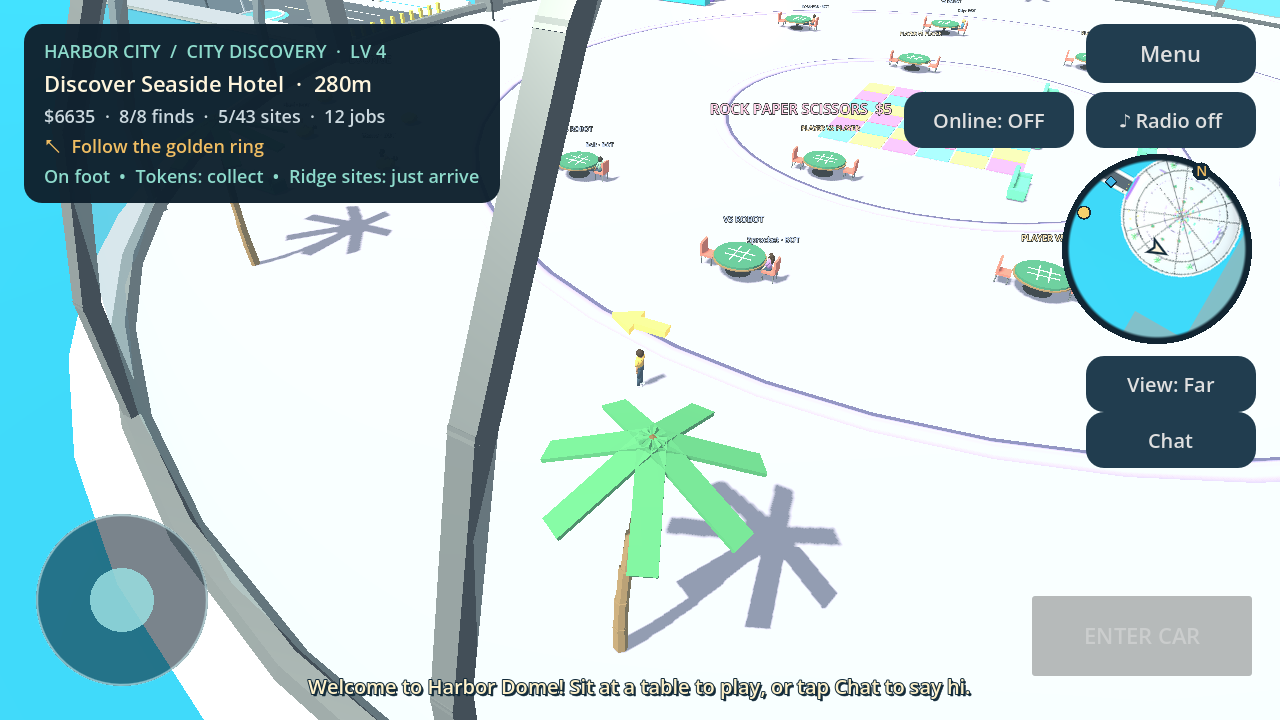 HARBOR CITY / CITY DISCOVERY · LV 4
Discover Seaside Hotel · 280m
$6635 · 8/8 finds · 5/43 sites · 12 jobs
Follow the golden ring
On foot • Tokens: collect • Ridge sites: just arrive
Menu
Online: OFF
♪ Radio off
N
ROCK PAPER SCISSORS $5
PLAYER VS PLAYER
VS ROBOT
View: Far
Chat
ENTER CAR
Welcome to Harbor Dome! Sit at a table to play, or tap Chat to say hi.